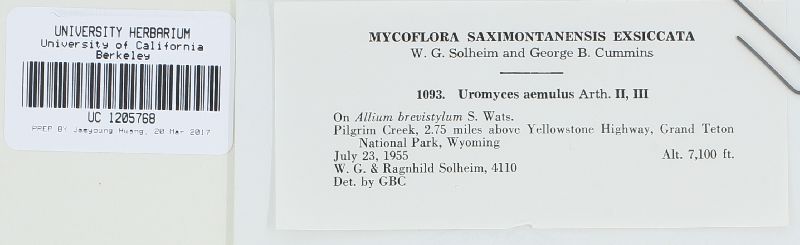 UNIVERSITY HERBARIUM
University of California
Berkeley
UC 1205768
PREP BY Jaeyoung Huang, 20 Mar 2017
MYCOFLORA SAXIMONTANENSIS EXSICCATA
W. G. Solheim and George B. Cummins
1093. Uromyces aemulus Arth. II, III
On Allium brevistylum S. Wats.
Pilgrim Creek, 2.75 miles above Yellowstone Highway, Grand Teton
National Park, Wyoming
July 23, 1955 Alt. 7,100 ft.
W. G. & Ragnhild Solheim, 4110
Det. by GBC